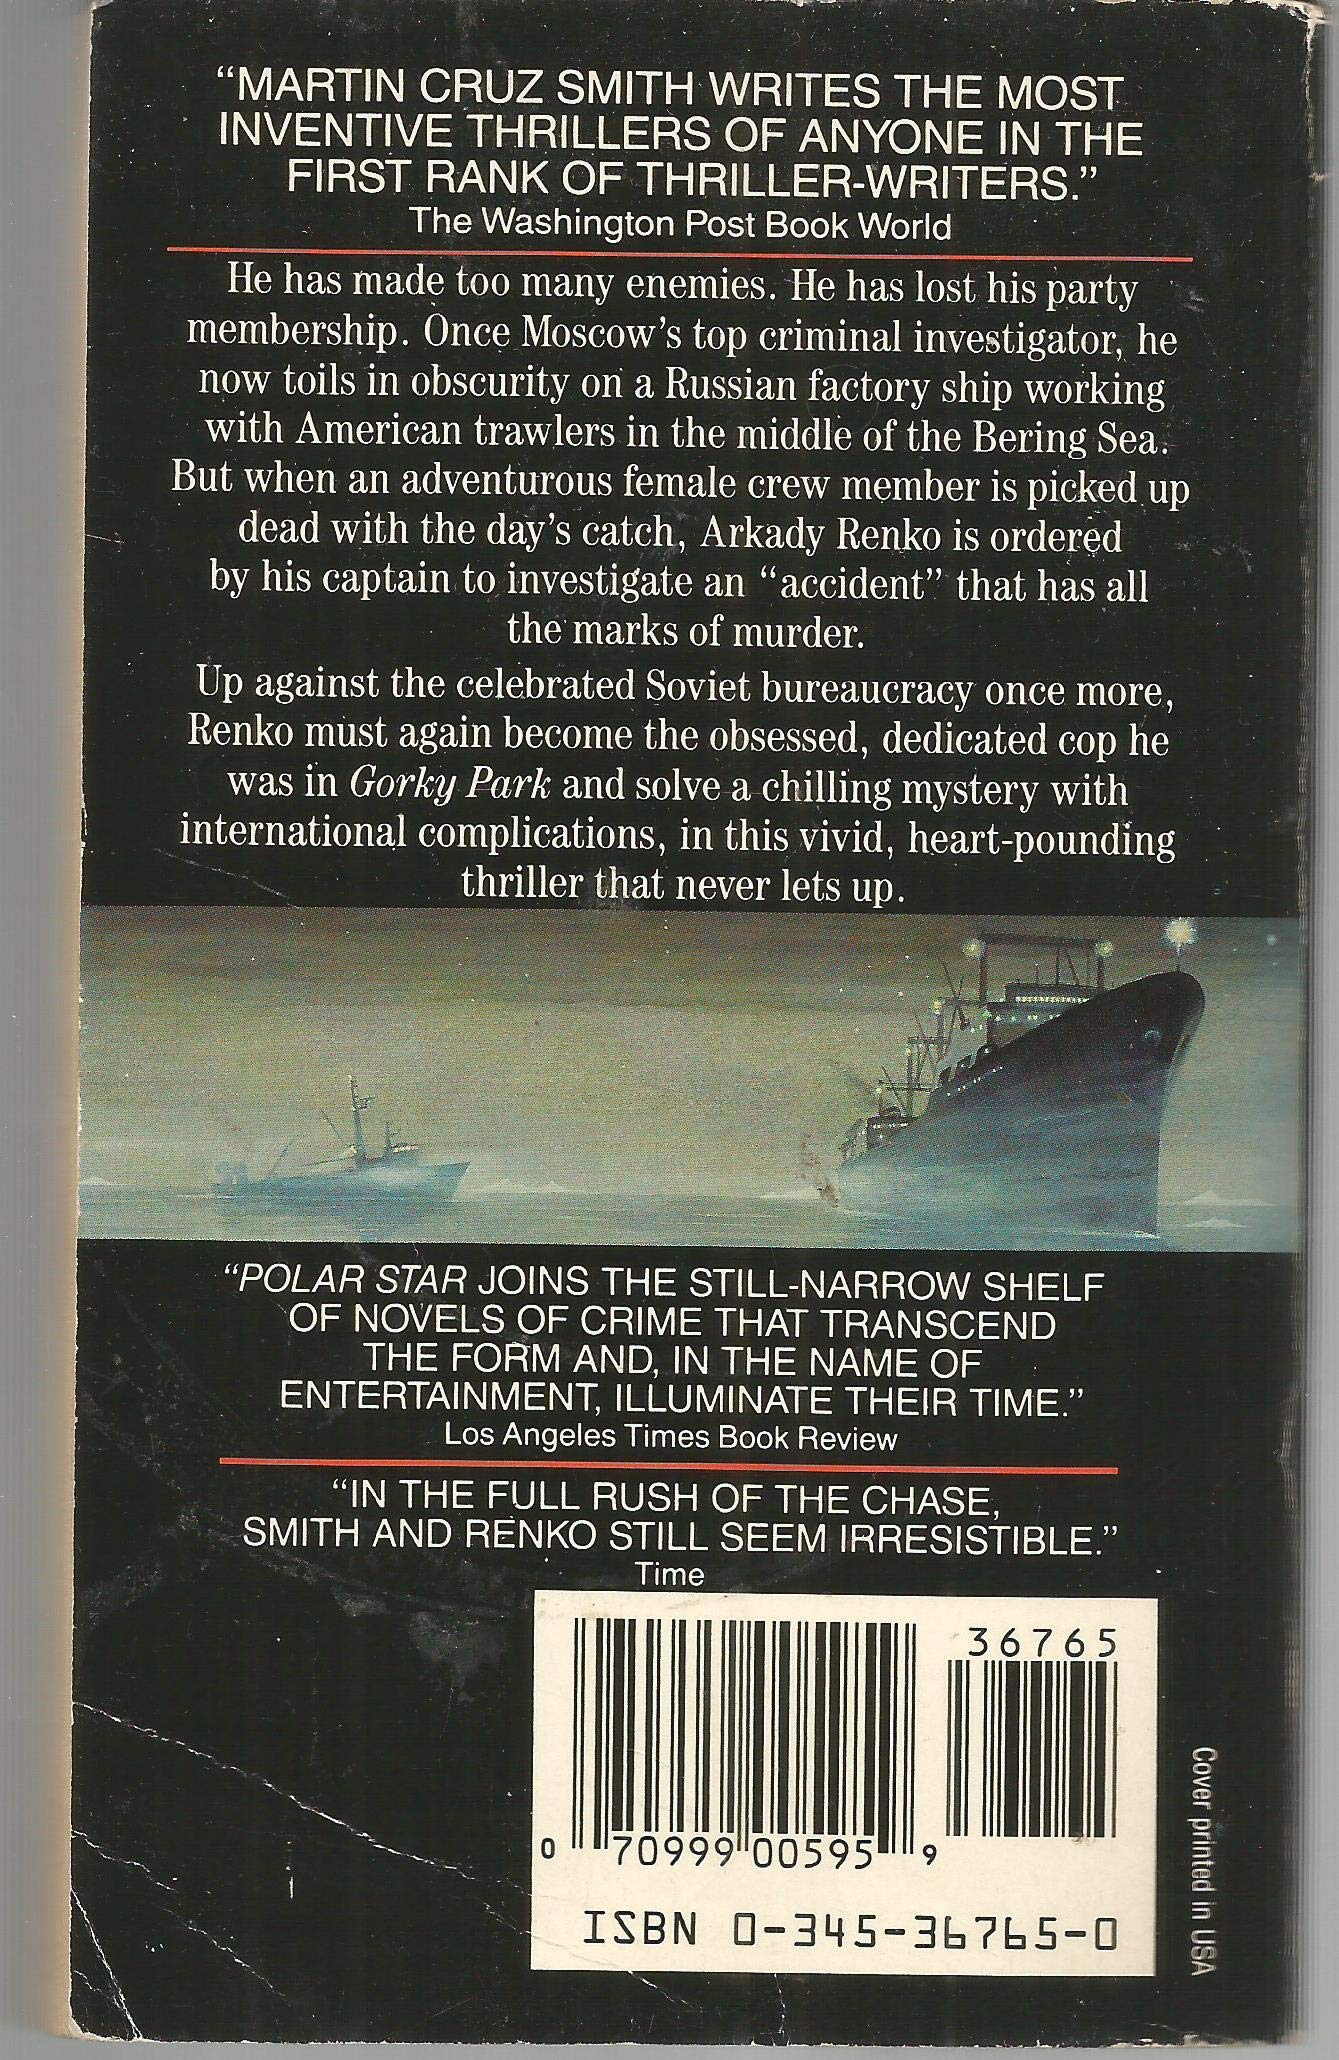 “MARTIN CRUZ SMITH WRITES THE MOST
INVENTIVE THRILLERS OF ANYONE IN THE
FIRST RANK OF THRILLER-WRITERS.”
The Washington Post Book World
He has made too many enemies. He has lost his party
membership. Once Moscow’s top criminal investigator, he
now toils in obscurity on a Russian factory ship working
with American trawlers in the middle of the Bering Sea.
But when an adventurous female crew member is picked up
dead with the day’s catch, Arkady Renko is ordered
by his captain to investigate an “accident” that has all
the marks of murder.
Up against the celebrated Soviet bureaucracy once more,
Renko must again become the obsessed, dedicated cop he
was in Gorky Park and solve a chilling mystery with
international complications, in this vivid, heart-pounding
thriller that never lets up.
“POLAR STAR JOINS THE STILL-NARROW SHELF
OF NOVELS OF CRIME THAT TRANSCEND
THE FORM AND, IN THE NAME OF
ENTERTAINMENT, ILLUMINATE THEIR TIME.”
Los Angeles Times Book Review
“IN THE FULL RUSH OF THE CHASE,
SMITH AND RENKO STILL SEEM IRRESISTIBLE.”
Time
36765
0 70999 00595 9
ISBN 0-345-36765-0
Cover printed in USA